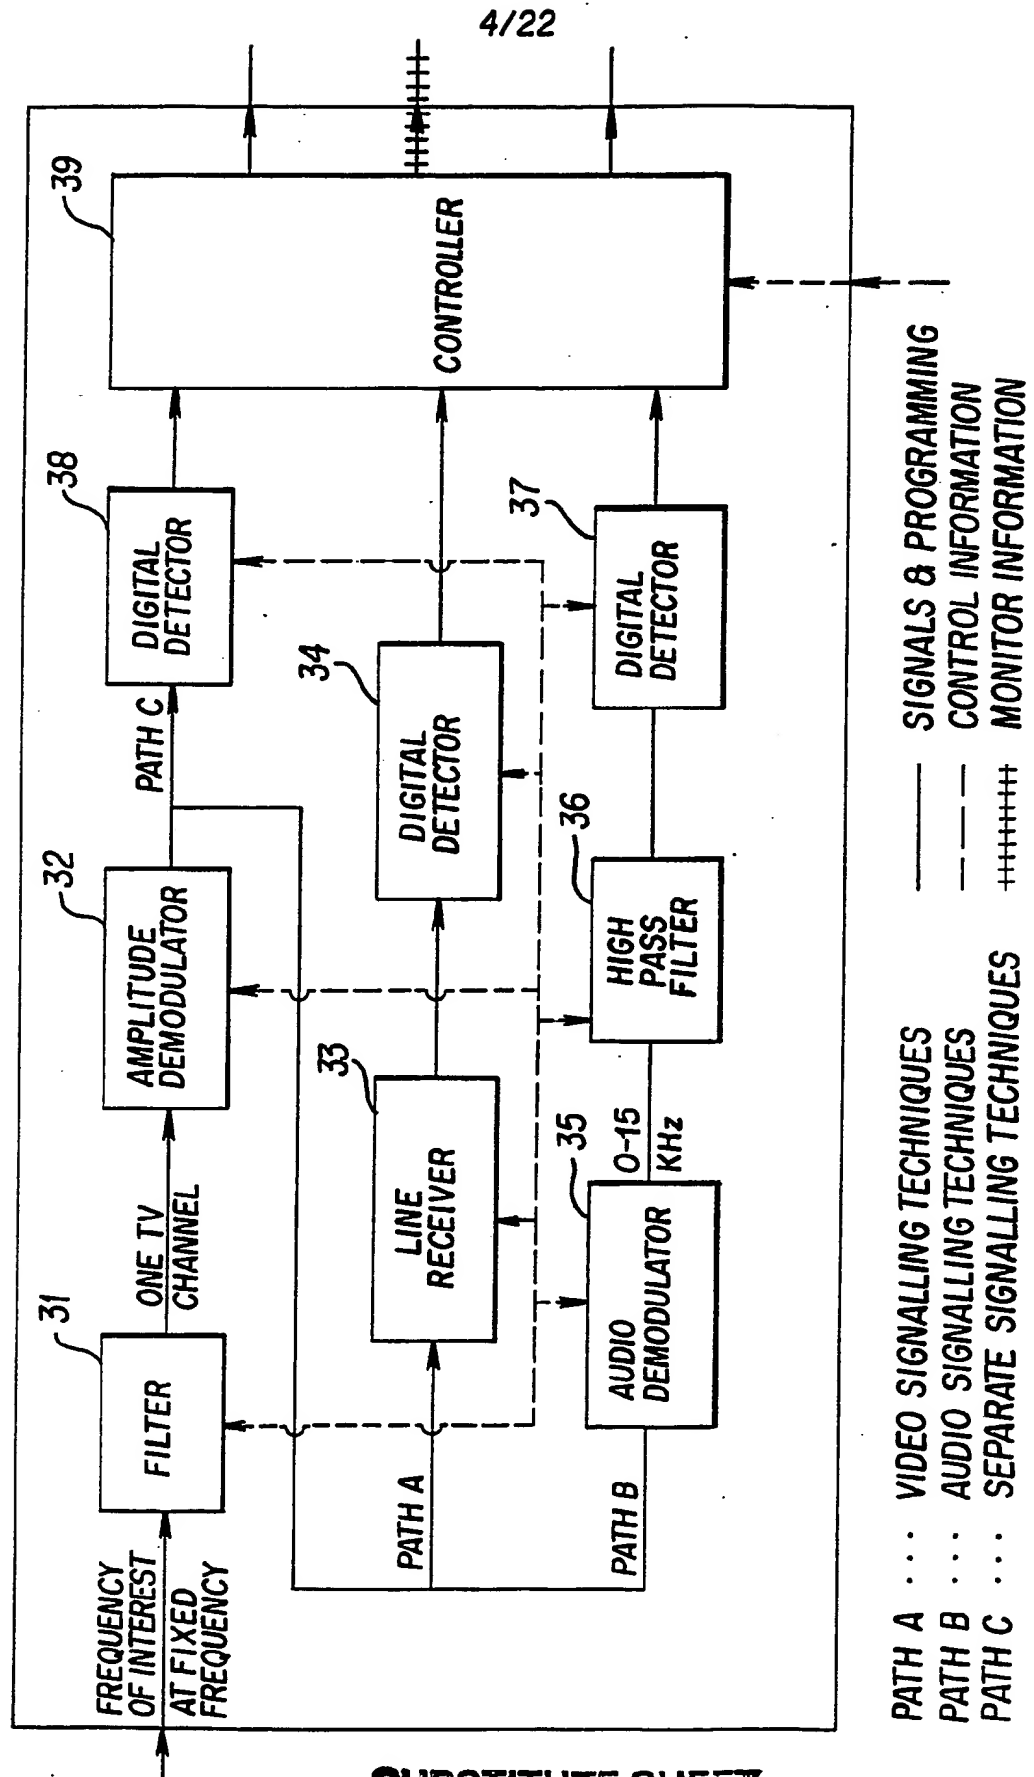 4/22
39
CONTROLLER
38
DIGITAL
DETECTOR
37
DIGITAL
DETECTOR
34
DIGITAL
DETECTOR
PATH C
32
AMPLITUDE
DEMODULATOR
36
HIGH
PASS
FILTER
33
LINE
RECEIVER
0-15
KHz
35
AUDIO
DEMODULATOR
ONE TV
CHANNEL
31
FILTER
PATH A
PATH B
FREQUENCY
OF INTEREST
AT FIXED
FREQUENCY
SIGNALS & PROGRAMMING
CONTROL INFORMATION
MONITOR INFORMATION
PATH A ... VIDEO SIGNALLING TECHNIQUES
PATH B ... AUDIO SIGNALLING TECHNIQUES
PATH C ... SEPARATE SIGNALLING TECHNIQUES